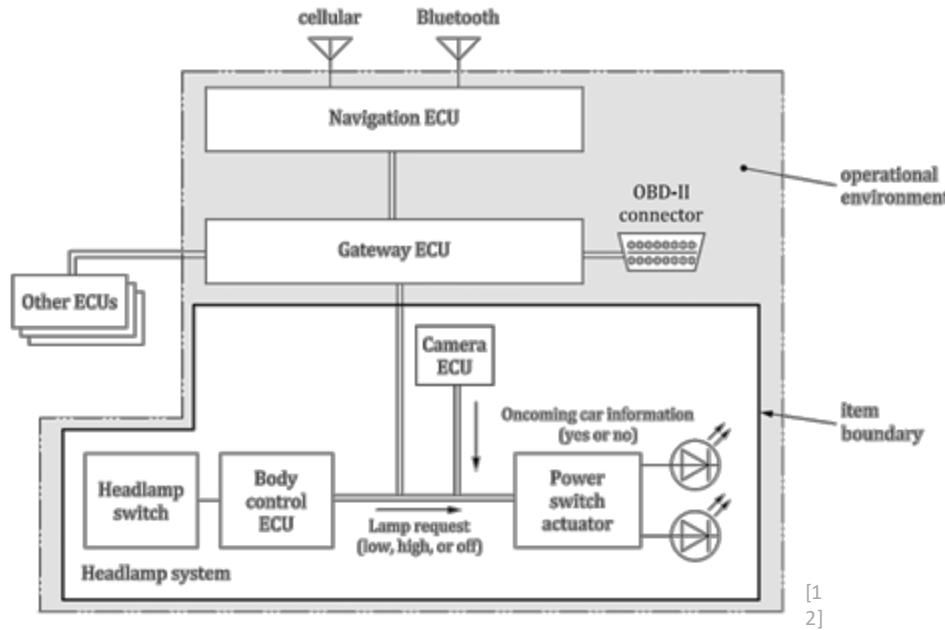 cellular
Bluetooth
Navigation ECU
operational
environment
OBD-II
connector
Gateway ECU
Other ECUs
Camera
ECU
Oncoming car information
(yes or no)
item
boundary
Headlamp
switch
Body
control
ECU
Power
switch
actuator
Lamp request
(low, high, or off)
Headlamp system
[1
2]